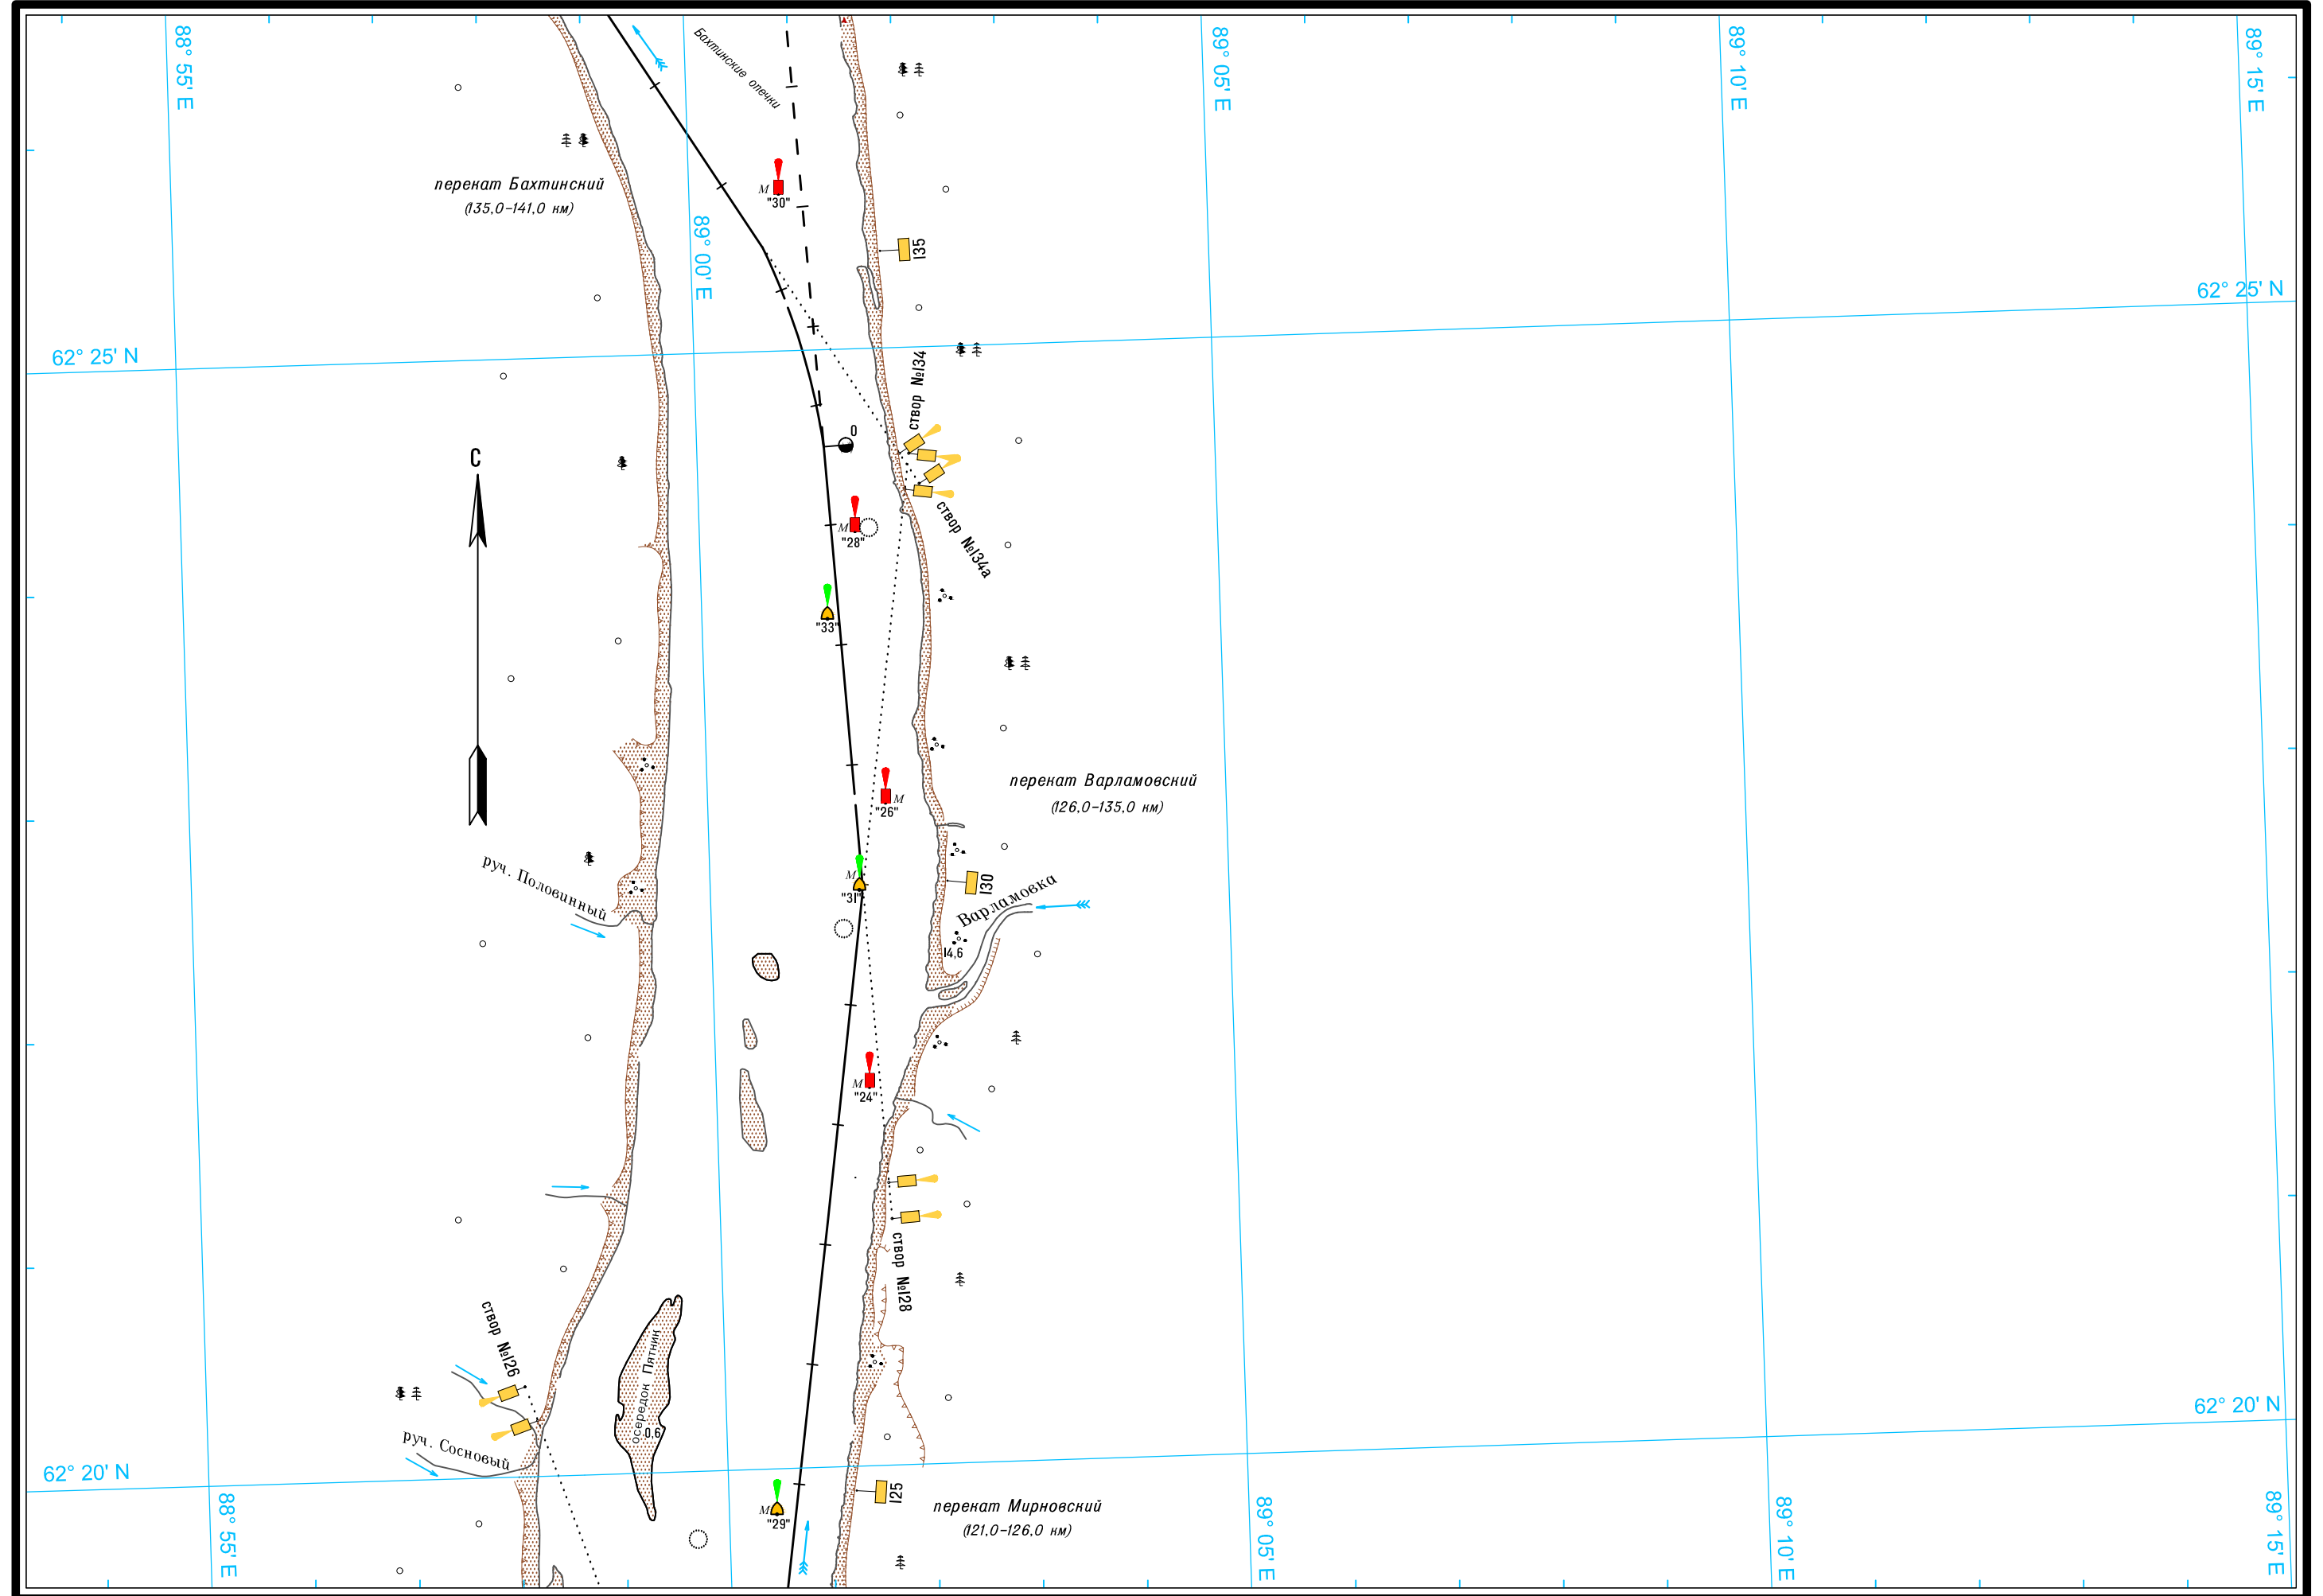 88° 55' E
Бахтинские опечки
89° 05' E
89° 10' E
89° 15' E
перекат Бахтинский
(135,0-141,0 км)
М
"30"
89° 00' E
135
62° 25' N
62° 25' N
створ №134
0
С
М
"28"
створ №134а
"33"
перекат Варламовский
(126,0-135,0 км)
М
"26"
руч. Половинный
М
"31"
130
Варламовка
14,6
М
"24"
створ №128
створ №126
осередок Пятник
0,6
62° 20' N
руч. Сосновый
62° 20' N
М
"29"
125
перекат Мирновский
(121,0-126,0 км)
88° 55' E
89° 05' E
89° 10' E
89° 15' E